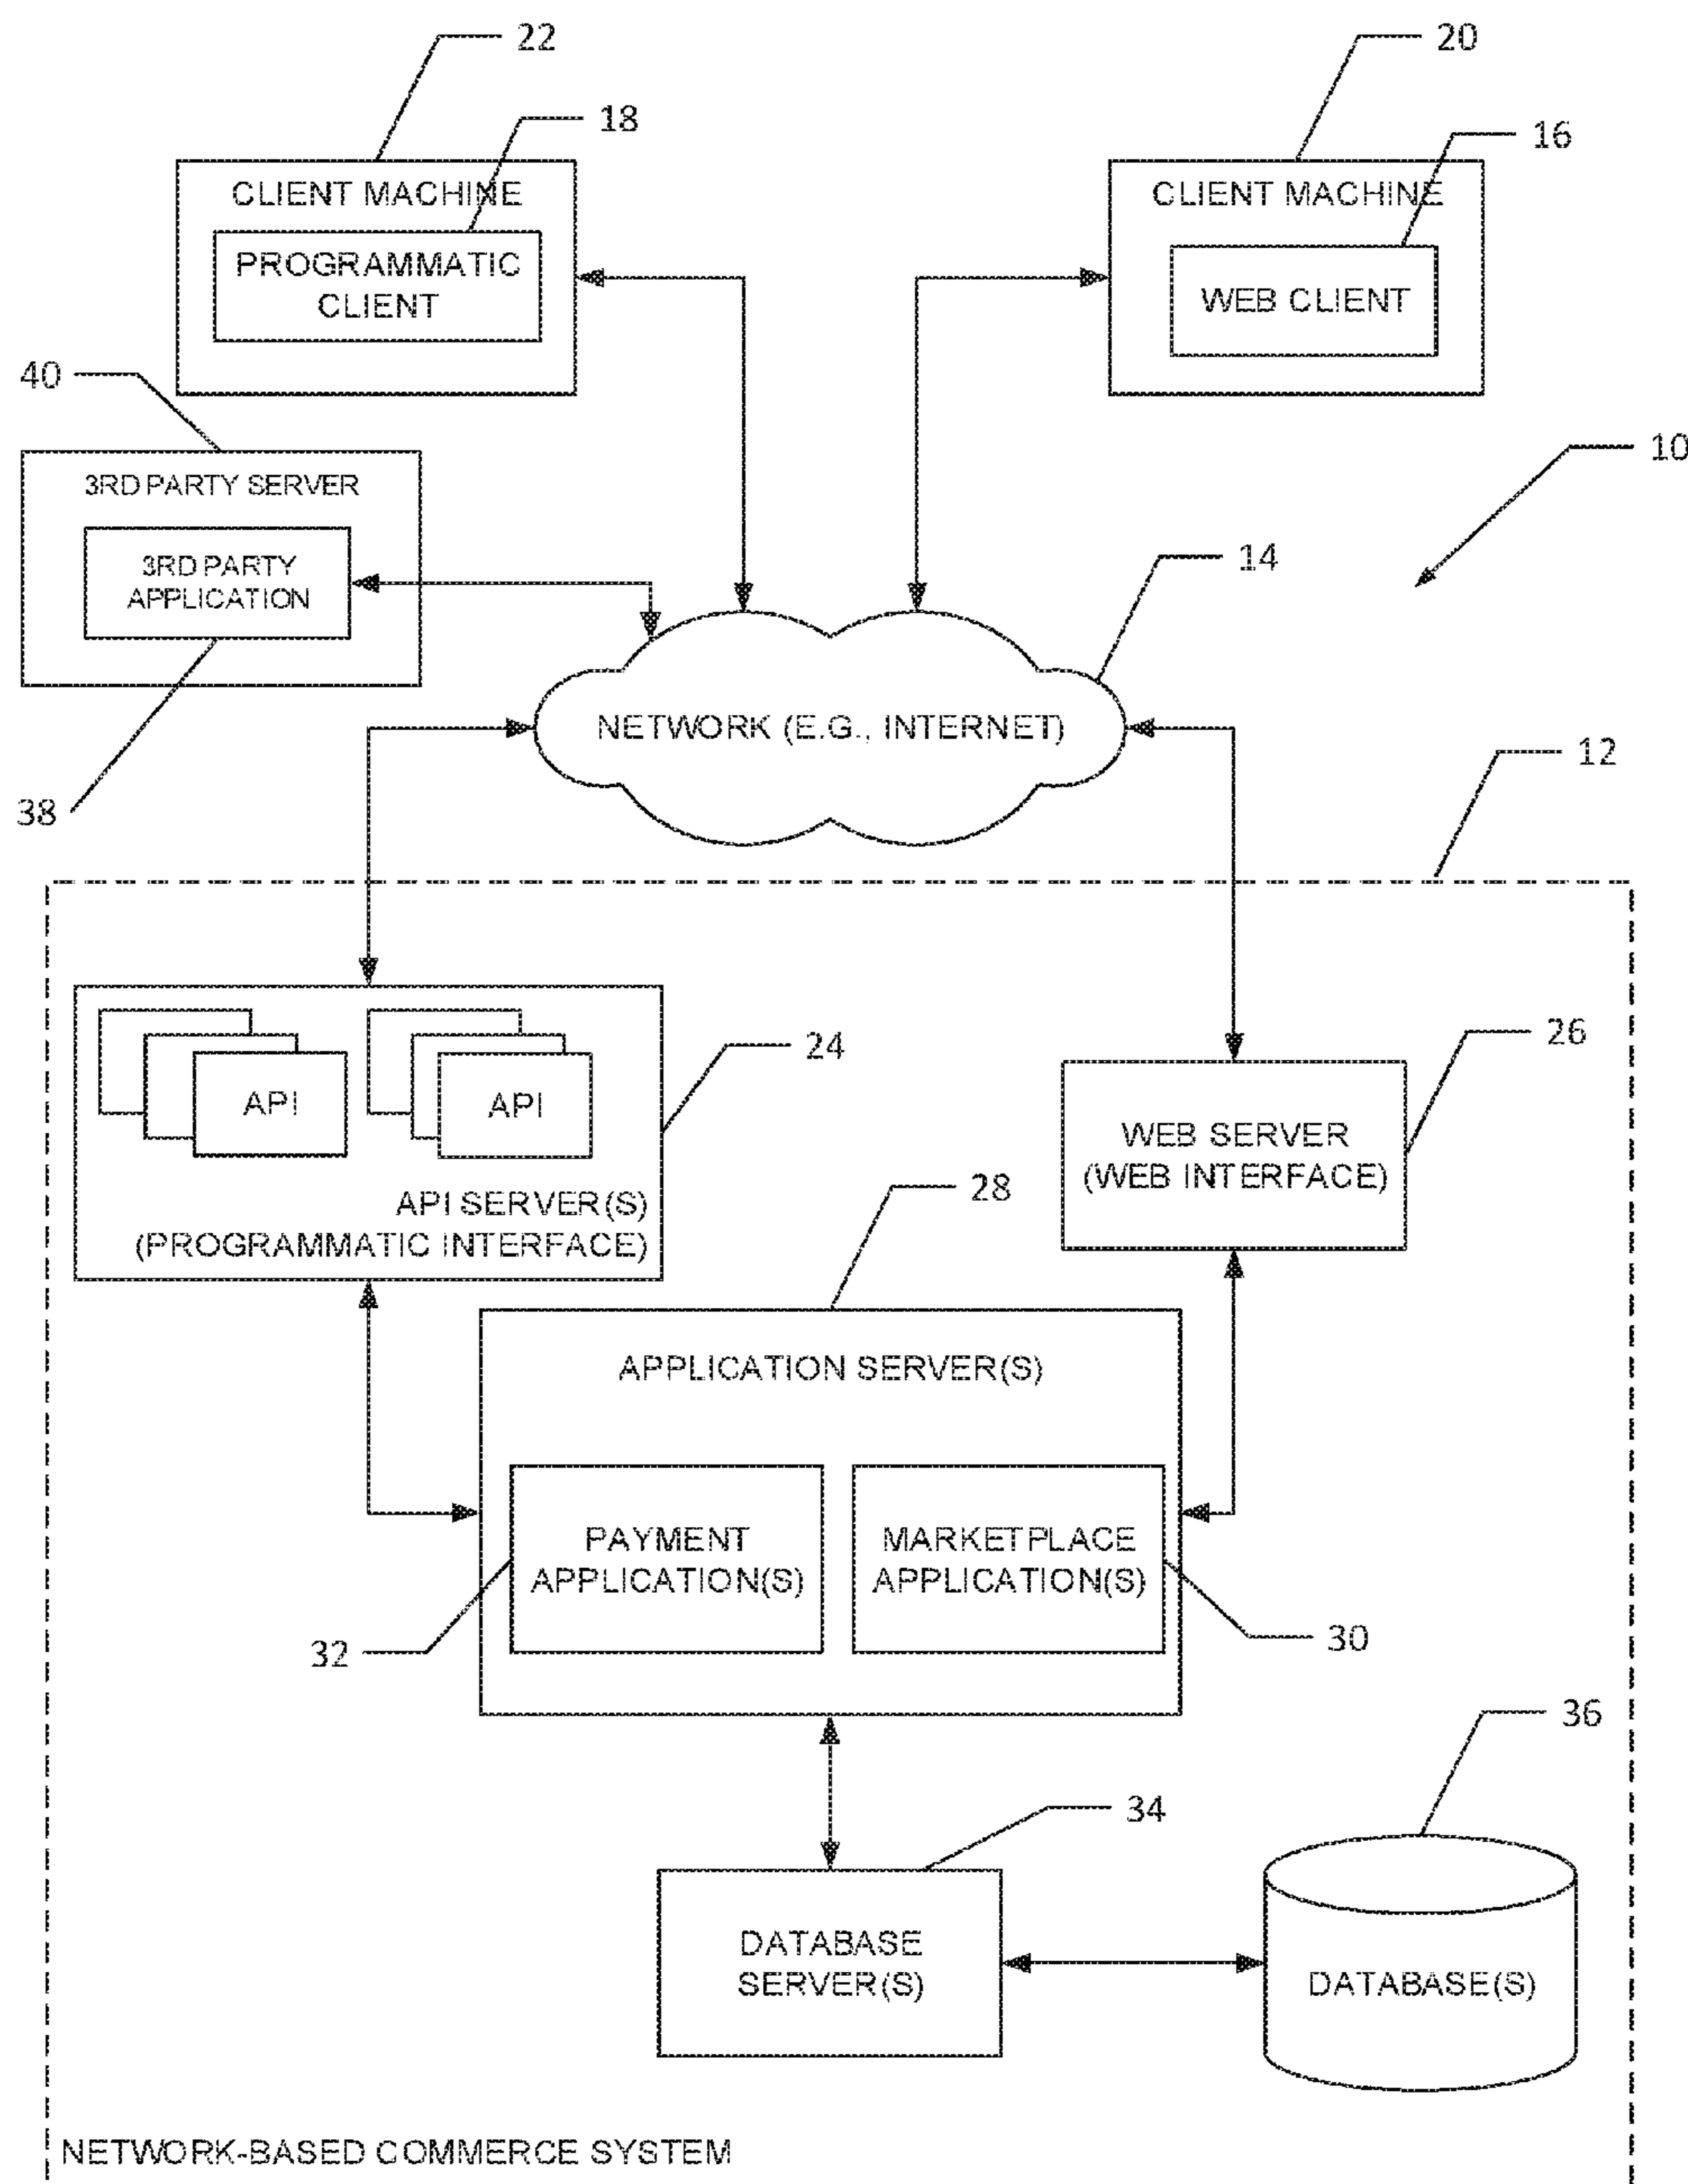 22
20
18
16
CLIENT MACHINE
CLIENT MACHINE
PROGRAMMATIC
CLIENT
WEB CLIENT
40
10
3RD PARTY SERVER
3RD PARTY
APPLICATION
14
NETWORK (E.G., INTERNET)
12
38
24
26
API
API
WEB SERVER
(WEB INTERFACE)
28
API SERVER(S)
(PROGRAMMATIC INTERFACE)
APPLICATION SERVER(S)
PAYMENT
APPLICATION(S)
MARKETPLACE
APPLICATION(S)
32
30
36
34
DATABASE
SERVER(S)
DATABASE(S)
NETWORK-BASED COMMERCE SYSTEM